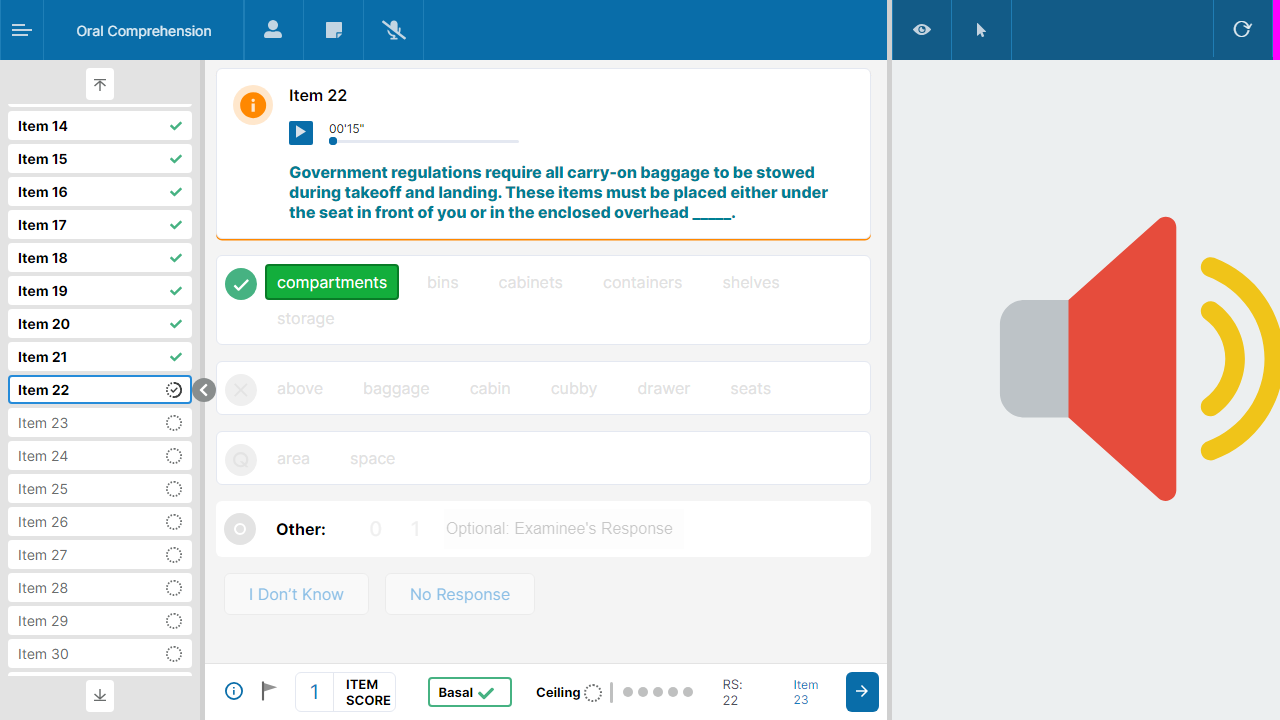 Oral Comprehension
Item 14
Item 15
Item 16
Item 17
Item 18
Item 19
Item 20
Item 21
Item 22
Item 23
Item 24
Item 25
Item 26
Item 27
Item 28
Item 29
Item 30
Item 22
00'15"
Government regulations require all carry-on baggage to be stowed
during takeoff and landing. These items must be placed either under
the seat in front of you or in the enclosed overhead _____.
compartments bins cabinets containers shelves
storage
above baggage cabin cubby drawer seats
Q area space
Other: 0 1 Optional: Examinee's Response
I Don't Know No Response
1 ITEM
SCORE
Basal
Ceiling
RS:
22
Item
23